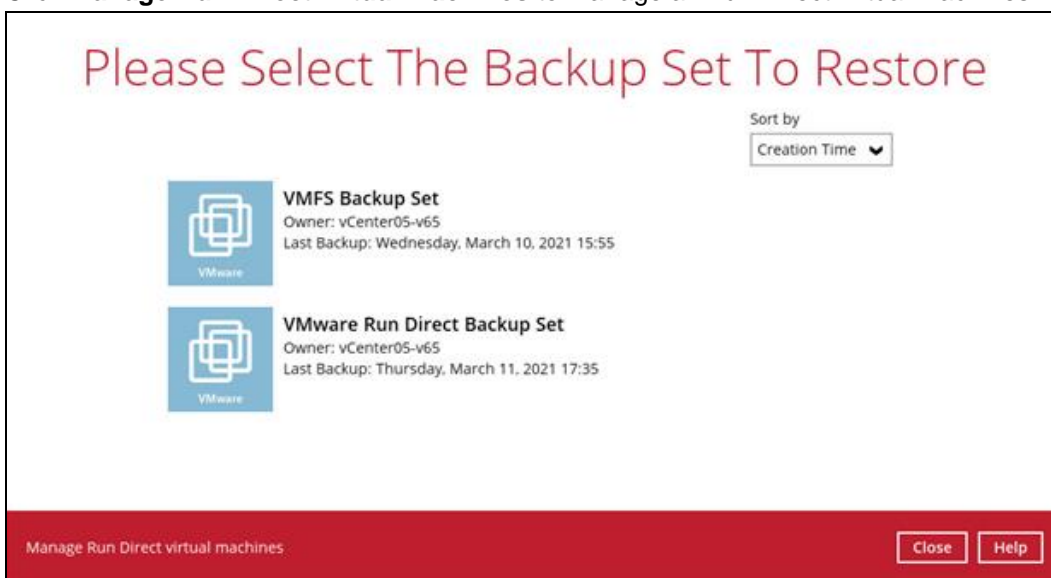 Please Select The Backup Set To Restore
Sort by
Creation Time
VMFS Backup Set
Owner: vCenter05-v65
Last Backup: Wednesday, March 10, 2021 15:55
VMware
VMware Run Direct Backup Set
Owner: vCenter05-v65
Last Backup: Thursday, March 11, 2021 17:35
VMware
Manage Run Direct virtual machines
Close
Help